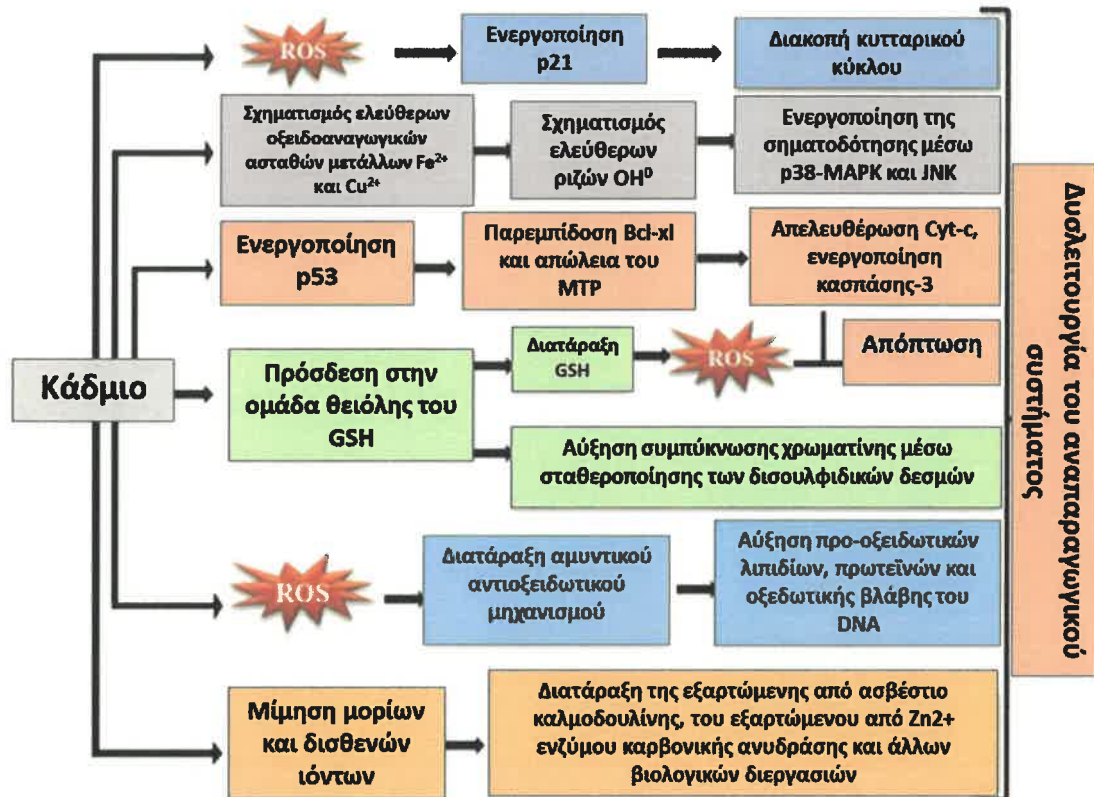 ROS
Ενεργοποίηση
p21
Διακοπή κυτταρικού
κύκλου
Σχηματισμός ελεύθερων
οξειδοαναγωγικών
ασταθών μετάλλων Fe²⁺
και Cu²⁺
Σχηματισμός
ελεύθερων
ριζών OH⁰
Ενεργοποίηση της
σηματοδότησης μέσω
p38-MAPK και JNK
Ενεργοποίηση
p53
Παρεμπίδοση Bcl-xl
και απώλεια του
MTP
Απελευθέρωση Cyt-c,
ενεργοποίηση
κασπάσης-3
Κάδμιο
Πρόσδεση στην
ομάδα θειόλης του
GSH
Διατάραξη
GSH
ROS
Απόπτωση
Αύξηση συμπύκνωσης χρωματίνης μέσω
σταθεροποίησης των δισουλφιδικών δεσμών
ROS
Διατάραξη αμυντικού
αντιοξειδωτικού
μηχανισμού
Αύξηση προ-οξειδωτικών
λιπιδίων, πρωτεϊνών και
οξεδωτικής βλάβης του
DNA
Μίμηση μορίων
και δισθενών
ιόντων
Διατάραξη της εξαρτώμενης από ασβέστιο
καλμοδουλίνης, του εξαρτώμενου από Zn2+
ενζύμου καρβονικής ανυδράσης και άλλων
βιολογικών διεργασιών
Δυσλειτουργία του αναπαραγωγικού
συστήματος